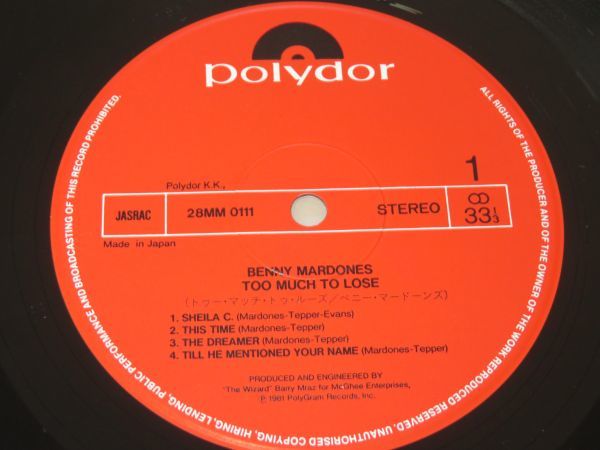 polydor
1
Polydor K.K.,
JASRAC
28MM 0111
STEREO
33 1/3
Made in Japan
BENNY MARDONES
TOO MUCH TO LOSE
(トゥー・マッチ・トゥ・ルーズ/ベニー・マードーンズ)
1. SHEILA C. (Mardones-Tepper-Evans)
2. THIS TIME (Mardones-Tepper)
3. THE DREAMER (Mardones-Tepper)
4. TILL HE MENTIONED YOUR NAME (Mardones-Tepper)
PRODUCED AND ENGINEERED BY
"The Wizard" Barry Mraz for McGhee Enterprises,
℗ 1981 PolyGram Records, Inc.
ALL RIGHTS OF THE PRODUCER AND OF THE OWNER OF THE WORK REPRODUCED RESERVED. UNAUTHORISED COPYING, HIRING, LENDING, PUBLIC PERFORMANCE AND BROADCASTING OF THIS RECORD PROHIBITED.